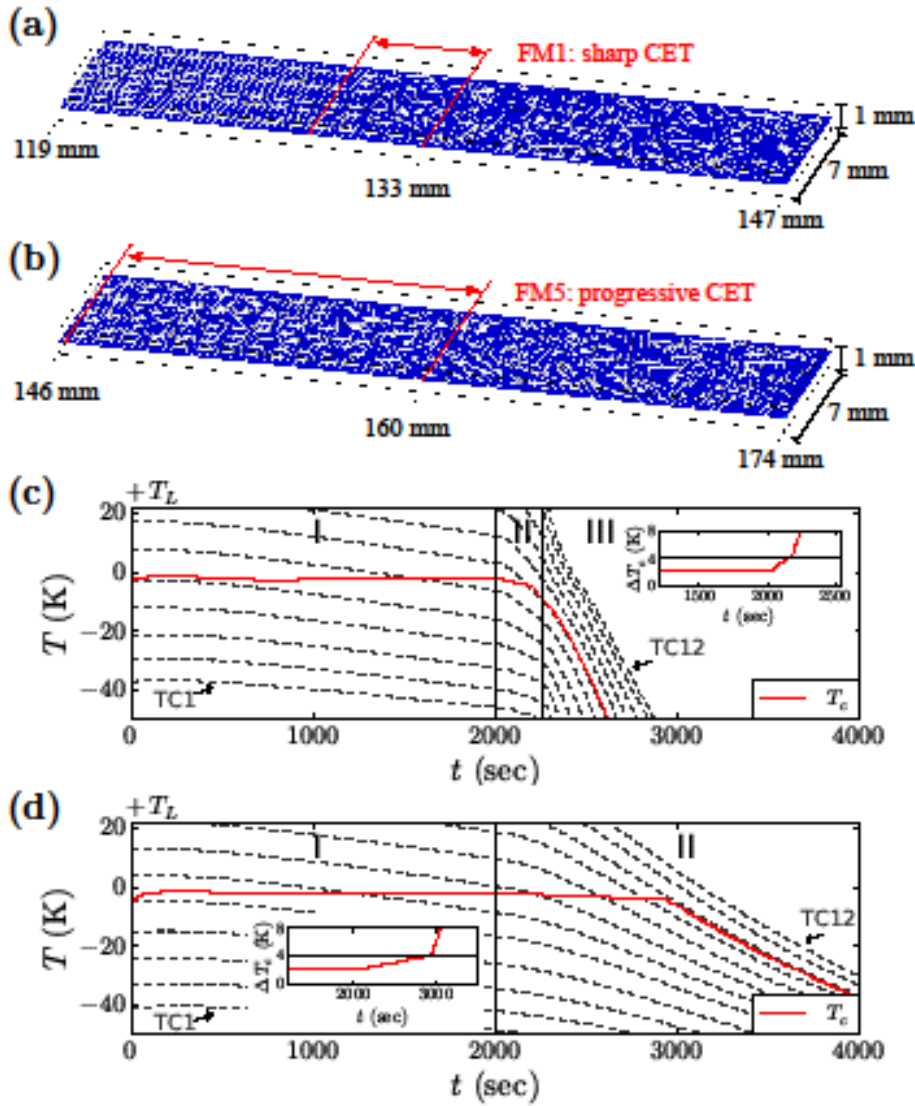 (a)
FM1: sharp CET
1 mm
7 mm
119 mm
133 mm
147 mm
(b)
FM5: progressive CET
1 mm
7 mm
146 mm
160 mm
174 mm
(c)
+T_L
20
0
−20
−40
T (K)
I
II
III
8
4
0
ΔT_c (K)
1500
2000
2500
t (sec)
TC12
TC1
T_c
0
1000
2000
3000
4000
t (sec)
(d)
+T_L
20
0
−20
−40
T (K)
I
II
8
4
0
ΔT_c (K)
2000
3000
t (sec)
TC12
TC1
T_c
0
1000
2000
3000
4000
t (sec)